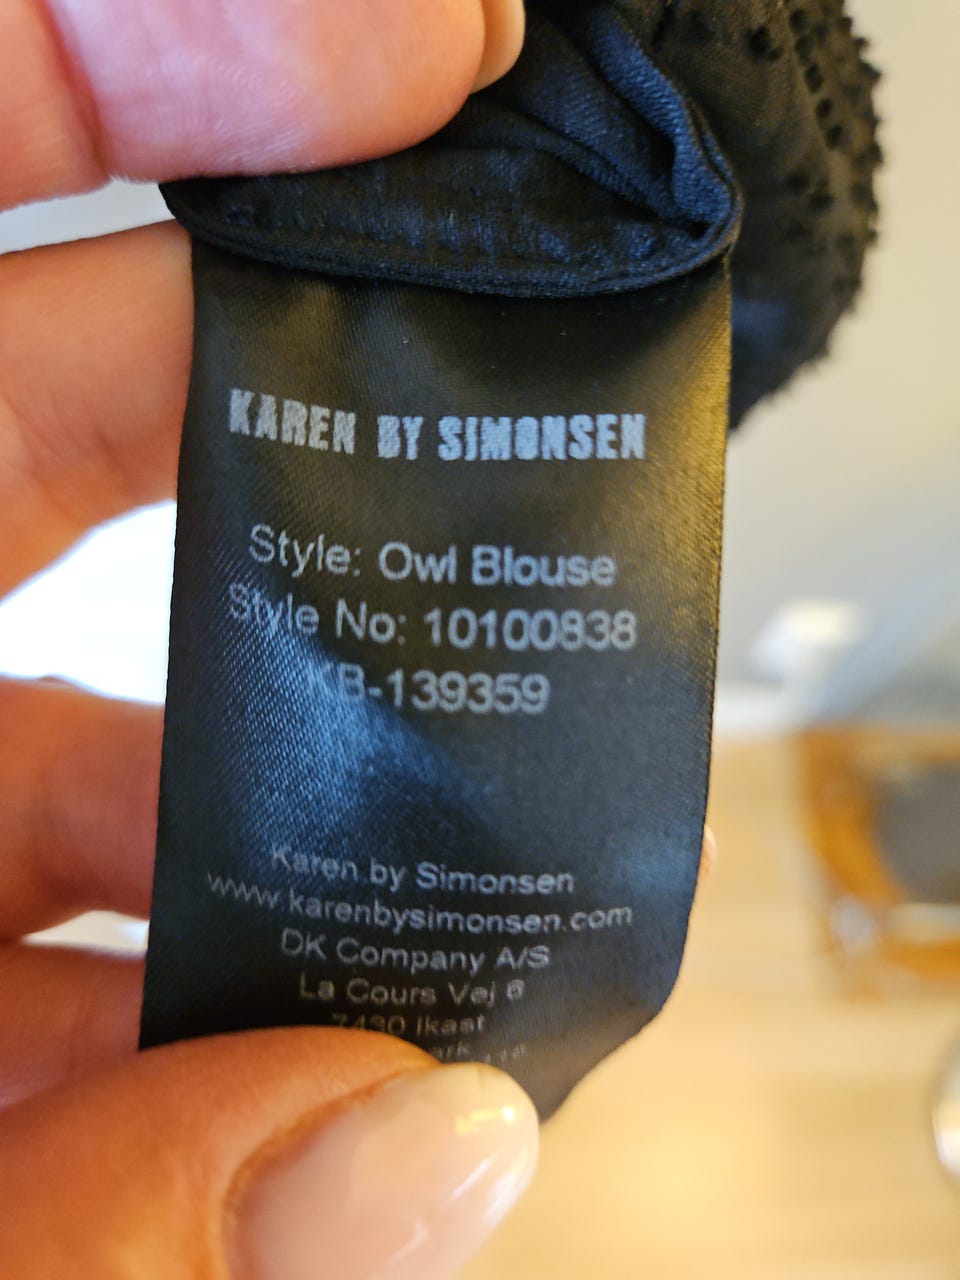 KAREN BY SIMONSEN
Style: Owl Blouse
Style No: 10100838
KB-139359
Karen by Simonsen
www.karenbysimonsen.com
DK Company A/S
La Cours Vej 6
7430 Ikast